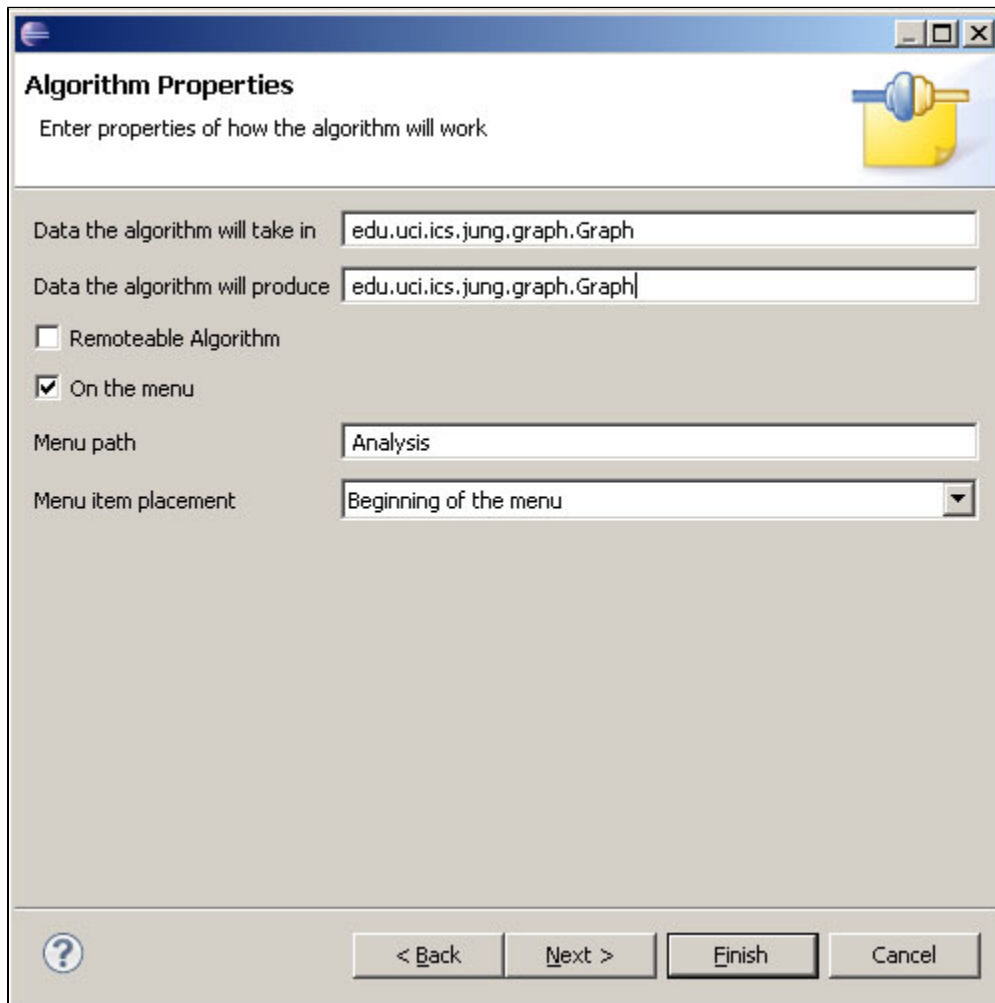 Algorithm Properties
Enter properties of how the algorithm will work
Data the algorithm will take in edu.uci.ics.jung.graph.Graph
Data the algorithm will produce edu.uci.ics.jung.graph.Graph
Remoteable Algorithm
On the menu
Menu path Analysis
Menu item placement Beginning of the menu
? < Back Next > Finish Cancel